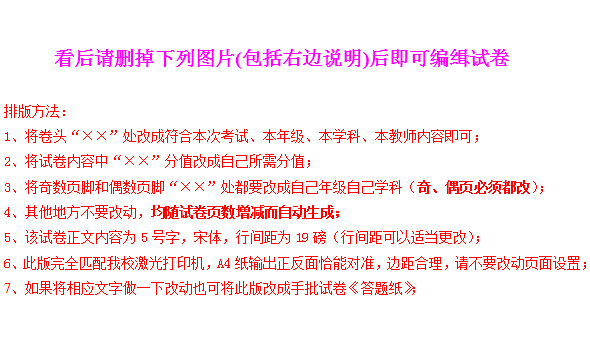 看后请删掉下列图片(包括右边说明)后即可编缉试卷
排版方法：
1、将卷头“××”处改成符合本次考试、本年级、本学科、本教师内容即可；
2、将试卷内容中“××”分值改成自己所需分值；
3、将奇数页脚和偶数页脚“××”处都要改成自己年级自己学科（奇、偶页必须都改）；
4、其他地方不要改动，均随试卷页数增减而自动生成；
5、该试卷正文内容为5号字，宋体，行间距为19磅（行间距可以适当更改）；
6、此版完全匹配我校激光打印机，A4纸输出正反面恰能对准，边距合理，请不要改动页面设置；
7、如果将相应文字做一下改动也可将此版改成手批试卷《答题纸》；